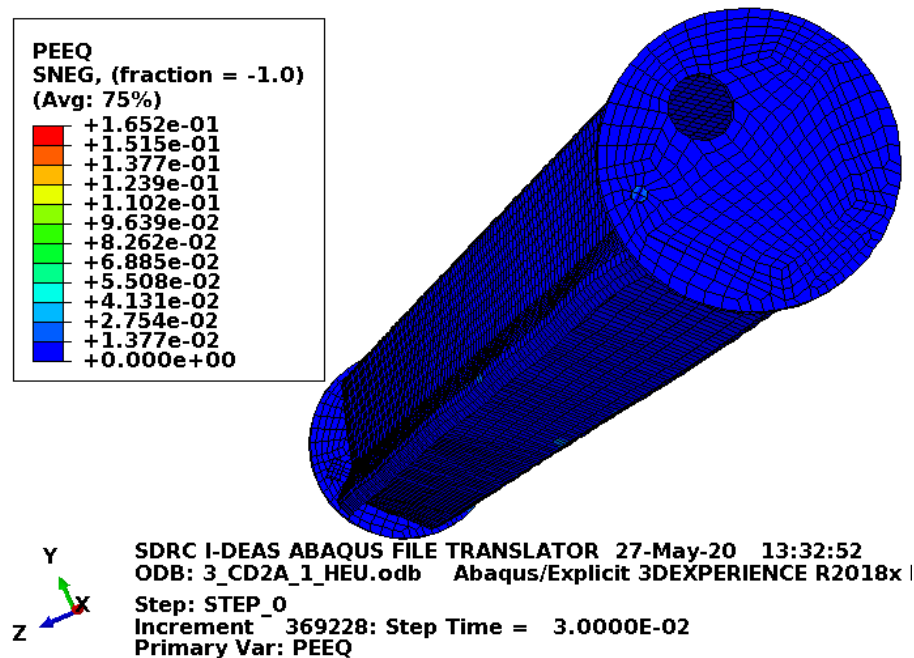 PEEQ
SNEG, (fraction = -1.0)
(Avg: 75%)
+1.652e-01
+1.515e-01
+1.377e-01
+1.239e-01
+1.102e-01
+9.639e-02
+8.262e-02
+6.885e-02
+5.508e-02
+4.131e-02
+2.754e-02
+1.377e-02
+0.000e+00
Y
X
Z
SDRC I-DEAS ABAQUS FILE TRANSLATOR 27-May-20 13:32:52
ODB: 3_CD2A_1_HEU.odb Abaqus/Explicit 3DEXPERIENCE R2018x
Step: STEP_0
Increment 369228: Step Time = 3.0000E-02
Primary Var: PEEQ